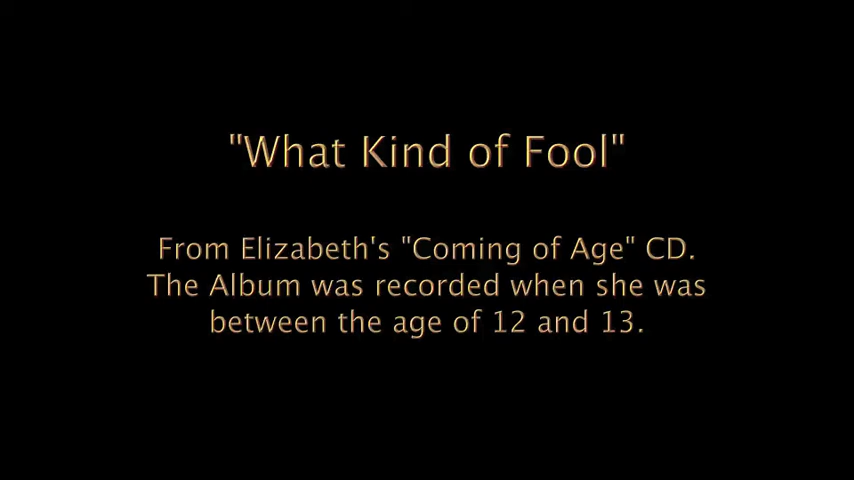 "What Kind of Fool"
From Elizabeth's "Coming of Age" CD.
The Album was recorded when she was
between the age of 12 and 13.